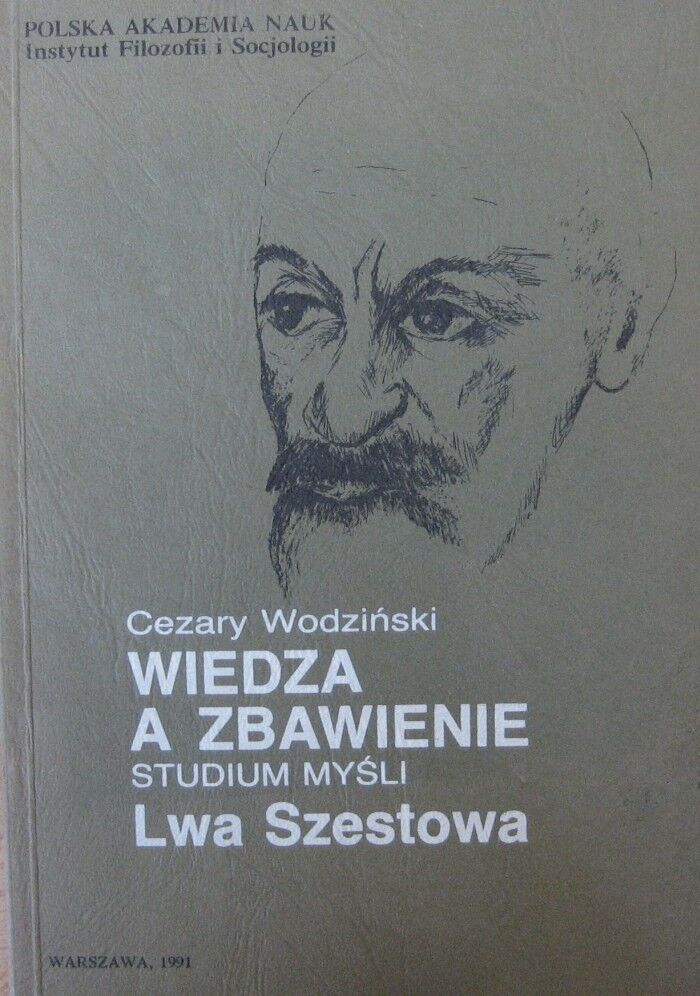 POLSKA AKADEMIA NAUK
Instytut Filozofii i Socjologii
Cezary Wodziński
WIEDZA
A ZBAWIENIE
STUDIUM MYŚLI
Lwa Szestowa
WARSZAWA, 1991